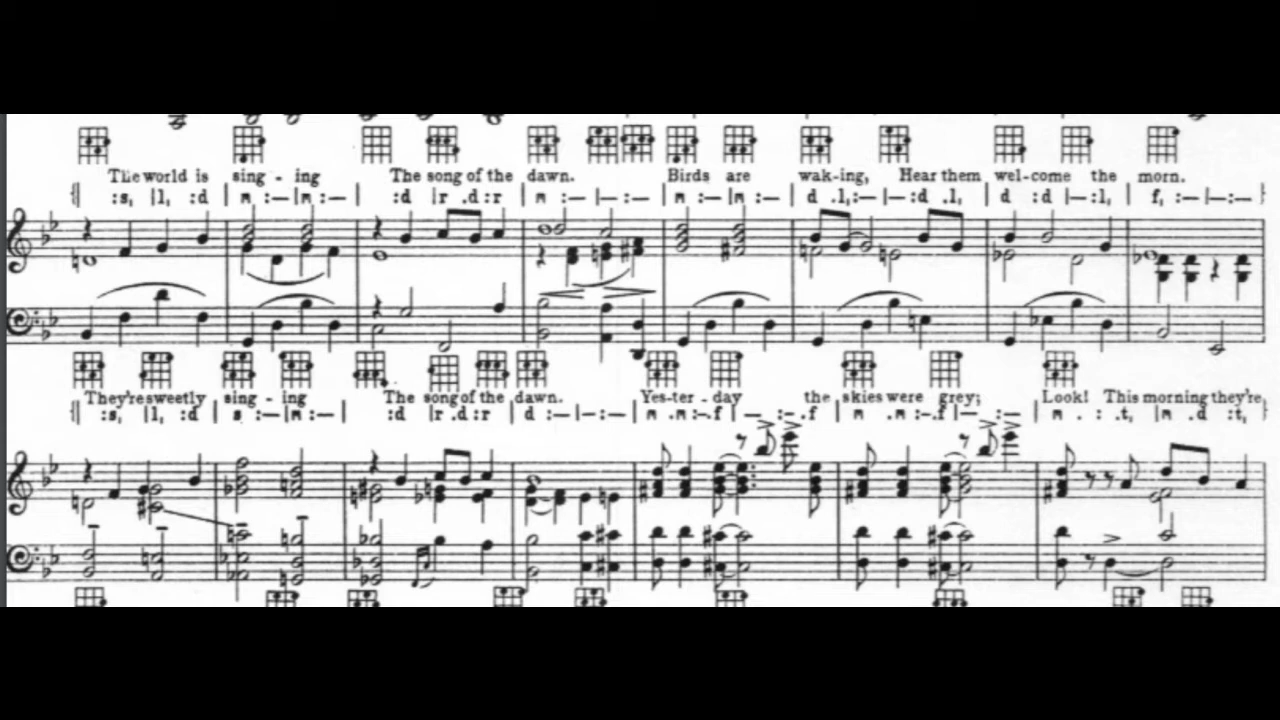 The world is sing - ing The song of the dawn. Birds are wak-ing, Hear them wel-come the morn.
:s, |l, :d | m :— |m :— | :d |r .d :r | m :— |— :— | m :— |m :— | d .l, :— |— :d .l, | d :d |— :l, | f, :— |— :— |
They're sweetly sing - ing The song of the dawn. Yes-ter - day the skies were grey; Look! This morning they're
:s, |l, :d | s :— |m :— | :d |r .d :r | d :— |— :— |